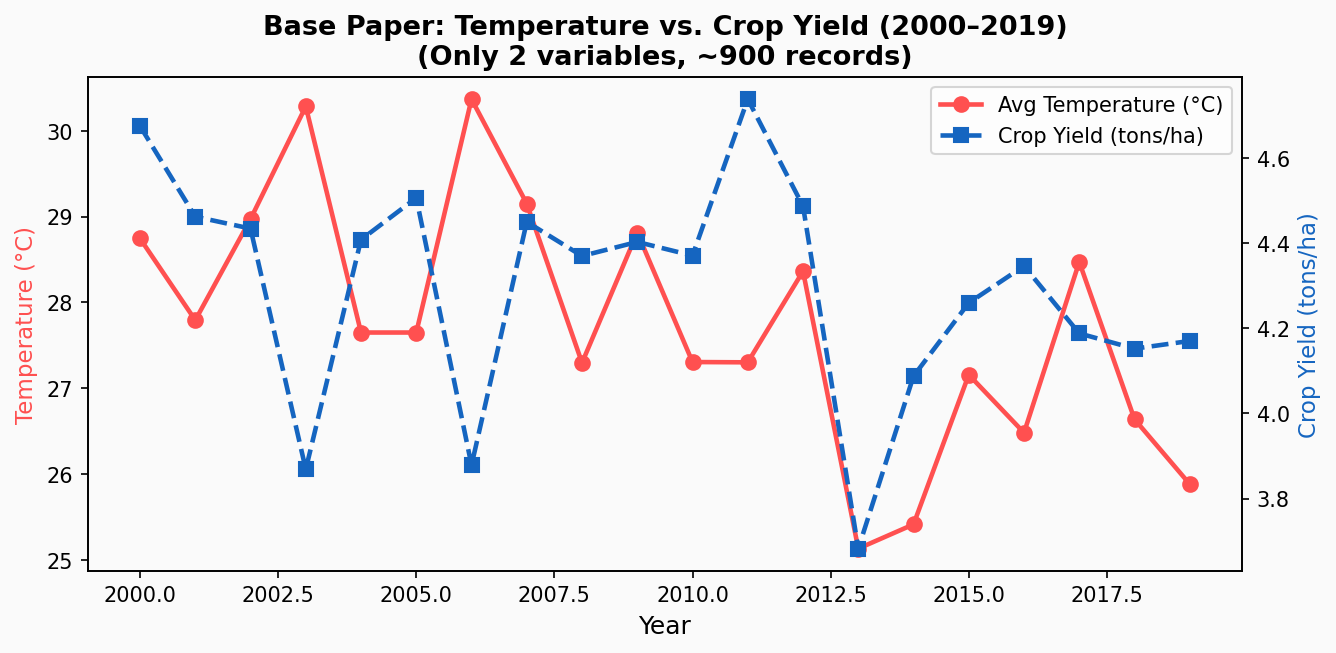 Base Paper: Temperature vs. Crop Yield (2000–2019)
(Only 2 variables, ~900 records)
Avg Temperature (°C)
Crop Yield (tons/ha)
Temperature (°C)
30
29
28
27
26
25
4.6
4.4
4.2
4.0
3.8
Crop Yield (tons/ha)
2000.0 2002.5 2005.0 2007.5 2010.0 2012.5 2015.0 2017.5
Year